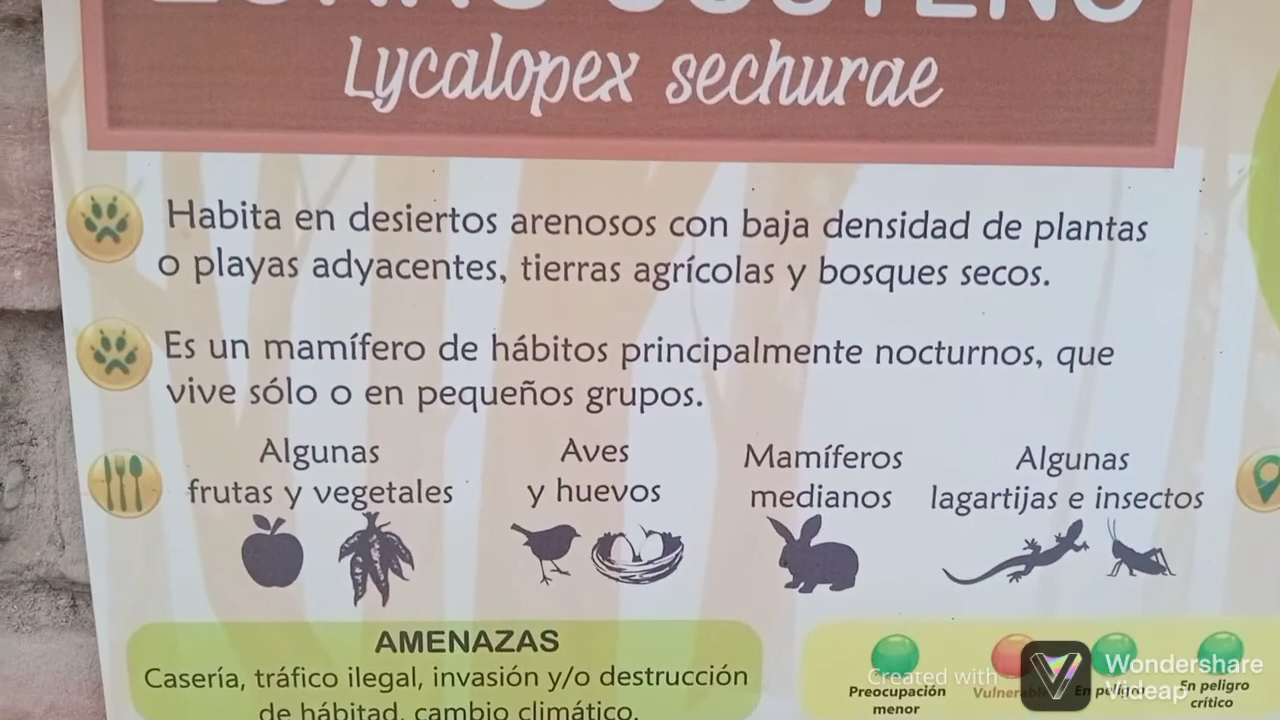 Lycalopex sechurae
Habita en desiertos arenosos con baja densidad de plantas
o playas adyacentes, tierras agrícolas y bosques secos.
Es un mamífero de hábitos principalmente nocturnos, que
vive sólo o en pequeños grupos.
Algunas
frutas y vegetales
Aves
y huevos
Mamíferos
medianos
Algunas
lagartijas e insectos
AMENAZAS
Casería, tráfico ilegal, invasión y/o destrucción
de hábitad, cambio climático.
Preocupación
menor
Vulnerable
En peligro
En peligro
crítico
Created with
Wondershare
Videap